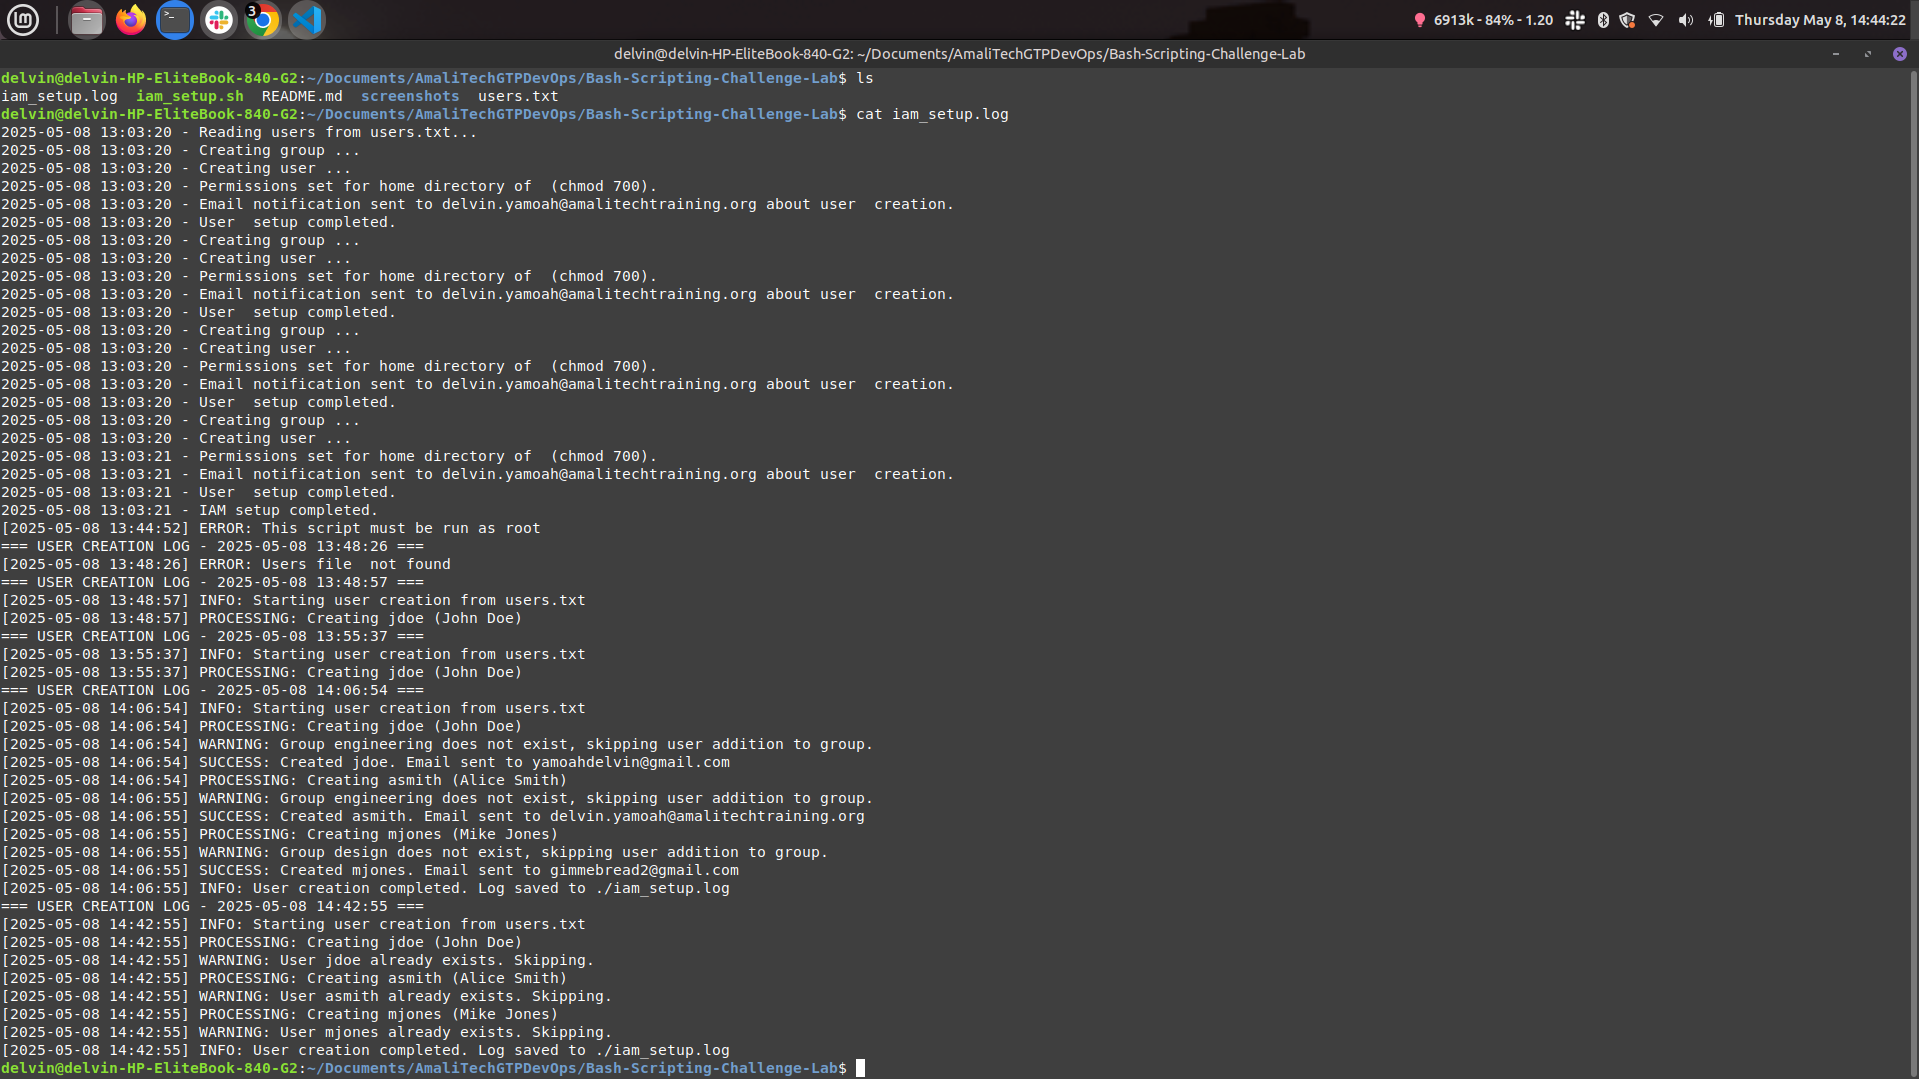 3
6913k - 84% - 1.20
Thursday May 8, 14:44:22
delvin@delvin-HP-EliteBook-840-G2: ~/Documents/AmaliTechGTPDevOps/Bash-Scripting-Challenge-Lab
delvin@delvin-HP-EliteBook-840-G2:~/Documents/AmaliTechGTPDevOps/Bash-Scripting-Challenge-Lab$ ls
iam_setup.log  iam_setup.sh  README.md  screenshots  users.txt
delvin@delvin-HP-EliteBook-840-G2:~/Documents/AmaliTechGTPDevOps/Bash-Scripting-Challenge-Lab$ cat iam_setup.log
2025-05-08 13:03:20 - Reading users from users.txt...
2025-05-08 13:03:20 - Creating group ...
2025-05-08 13:03:20 - Creating user ...
2025-05-08 13:03:20 - Permissions set for home directory of  (chmod 700).
2025-05-08 13:03:20 - Email notification sent to delvin.yamoah@amalitechtraining.org about user  creation.
2025-05-08 13:03:20 - User  setup completed.
2025-05-08 13:03:20 - Creating group ...
2025-05-08 13:03:20 - Creating user ...
2025-05-08 13:03:20 - Permissions set for home directory of  (chmod 700).
2025-05-08 13:03:20 - Email notification sent to delvin.yamoah@amalitechtraining.org about user  creation.
2025-05-08 13:03:20 - User  setup completed.
2025-05-08 13:03:20 - Creating group ...
2025-05-08 13:03:20 - Creating user ...
2025-05-08 13:03:20 - Permissions set for home directory of  (chmod 700).
2025-05-08 13:03:20 - Email notification sent to delvin.yamoah@amalitechtraining.org about user  creation.
2025-05-08 13:03:20 - User  setup completed.
2025-05-08 13:03:20 - Creating group ...
2025-05-08 13:03:20 - Creating user ...
2025-05-08 13:03:21 - Permissions set for home directory of  (chmod 700).
2025-05-08 13:03:21 - Email notification sent to delvin.yamoah@amalitechtraining.org about user  creation.
2025-05-08 13:03:21 - User  setup completed.
2025-05-08 13:03:21 - IAM setup completed.
[2025-05-08 13:44:52] ERROR: This script must be run as root
=== USER CREATION LOG - 2025-05-08 13:48:26 ===
[2025-05-08 13:48:26] ERROR: Users file  not found
=== USER CREATION LOG - 2025-05-08 13:48:57 ===
[2025-05-08 13:48:57] INFO: Starting user creation from users.txt
[2025-05-08 13:48:57] PROCESSING: Creating jdoe (John Doe)
=== USER CREATION LOG - 2025-05-08 13:55:37 ===
[2025-05-08 13:55:37] INFO: Starting user creation from users.txt
[2025-05-08 13:55:37] PROCESSING: Creating jdoe (John Doe)
=== USER CREATION LOG - 2025-05-08 14:06:54 ===
[2025-05-08 14:06:54] INFO: Starting user creation from users.txt
[2025-05-08 14:06:54] PROCESSING: Creating jdoe (John Doe)
[2025-05-08 14:06:54] WARNING: Group engineering does not exist, skipping user addition to group.
[2025-05-08 14:06:54] SUCCESS: Created jdoe. Email sent to yamoahdelvin@gmail.com
[2025-05-08 14:06:54] PROCESSING: Creating asmith (Alice Smith)
[2025-05-08 14:06:55] WARNING: Group engineering does not exist, skipping user addition to group.
[2025-05-08 14:06:55] SUCCESS: Created asmith. Email sent to delvin.yamoah@amalitechtraining.org
[2025-05-08 14:06:55] PROCESSING: Creating mjones (Mike Jones)
[2025-05-08 14:06:55] WARNING: Group design does not exist, skipping user addition to group.
[2025-05-08 14:06:55] SUCCESS: Created mjones. Email sent to gimmebread2@gmail.com
[2025-05-08 14:06:55] INFO: User creation completed. Log saved to ./iam_setup.log
=== USER CREATION LOG - 2025-05-08 14:42:55 ===
[2025-05-08 14:42:55] INFO: Starting user creation from users.txt
[2025-05-08 14:42:55] PROCESSING: Creating jdoe (John Doe)
[2025-05-08 14:42:55] WARNING: User jdoe already exists. Skipping.
[2025-05-08 14:42:55] PROCESSING: Creating asmith (Alice Smith)
[2025-05-08 14:42:55] WARNING: User asmith already exists. Skipping.
[2025-05-08 14:42:55] PROCESSING: Creating mjones (Mike Jones)
[2025-05-08 14:42:55] WARNING: User mjones already exists. Skipping.
[2025-05-08 14:42:55] INFO: User creation completed. Log saved to ./iam_setup.log
delvin@delvin-HP-EliteBook-840-G2:~/Documents/AmaliTechGTPDevOps/Bash-Scripting-Challenge-Lab$